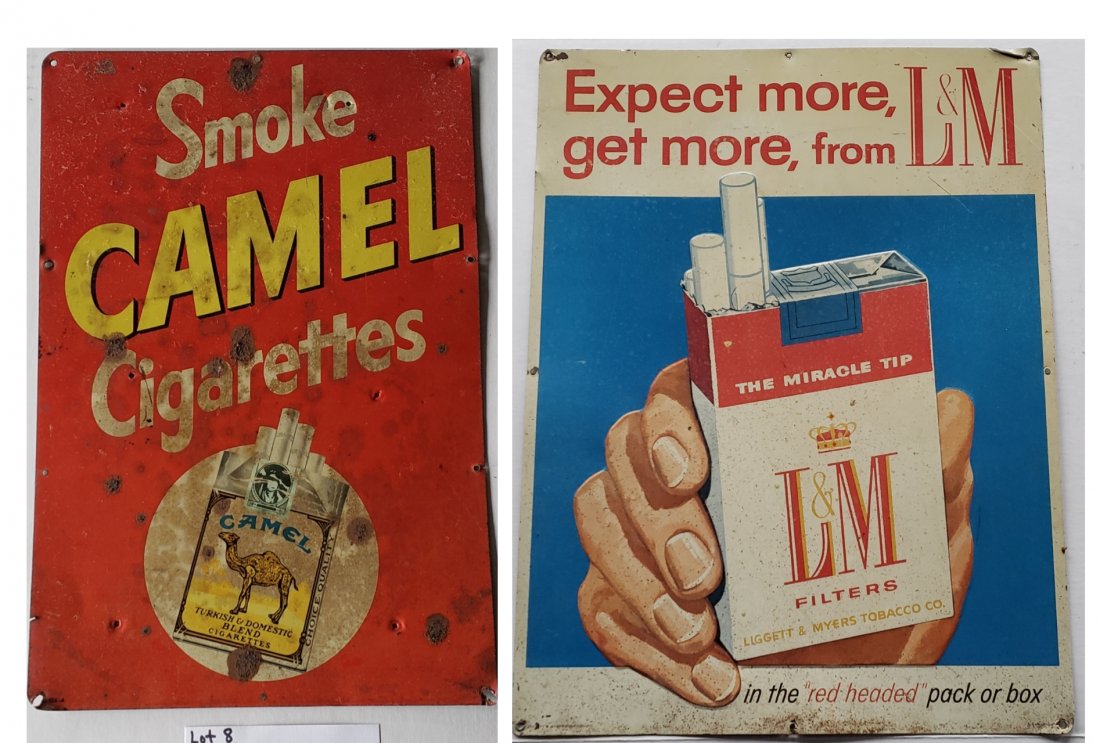 Smoke
CAMEL
Cigarettes
CAMEL
TURKISH & DOMESTIC
BLEND
CIGARETTES
CHOICE QUALITY
Lot 8
Expect more,
get more, from L&M
THE MIRACLE TIP
L&M
FILTERS
LIGGETT & MYERS TOBACCO CO.
in the "red headed" pack or box